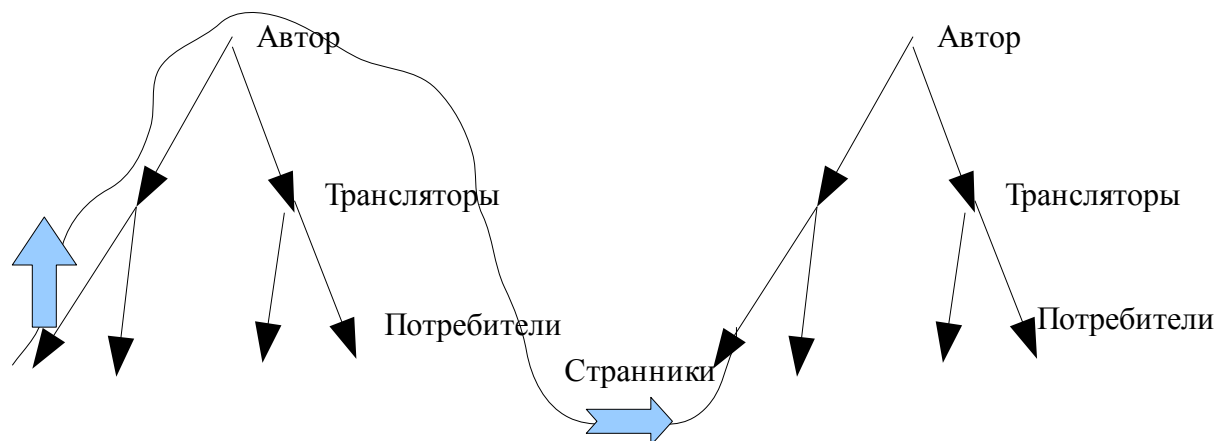 Автор
Автор
Трансляторы
Трансляторы
Потребители
Потребители
Странники